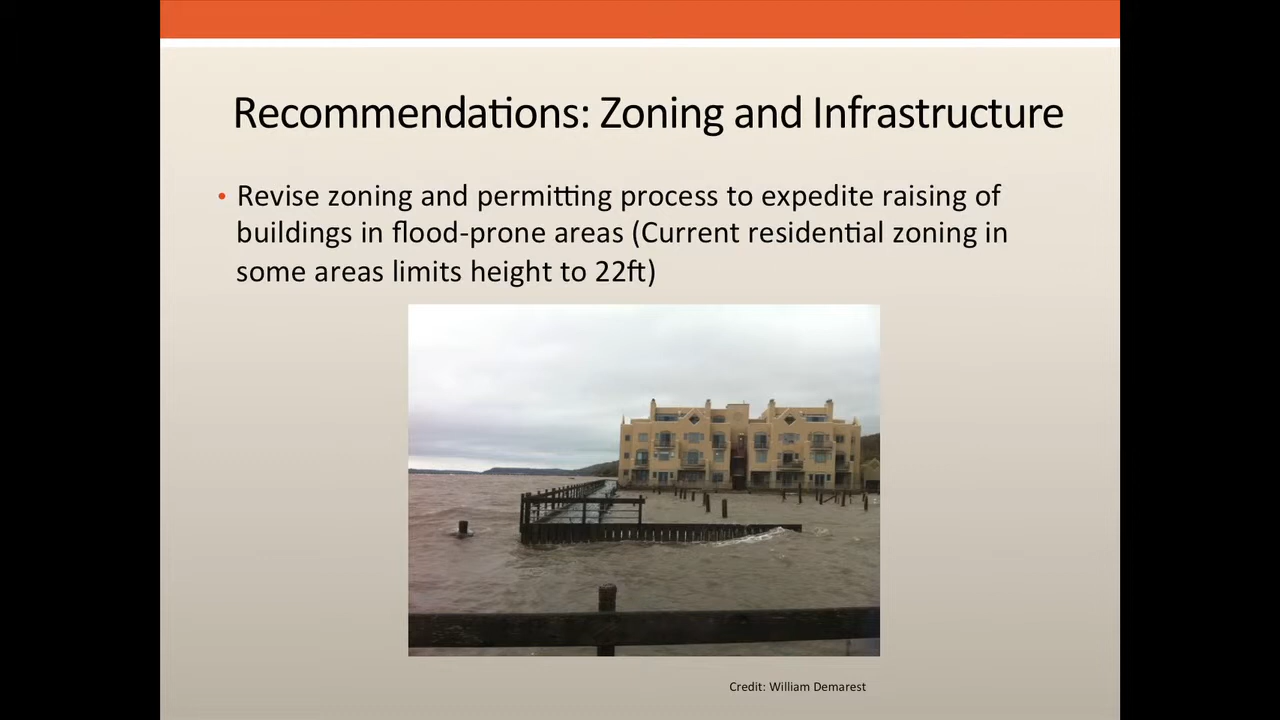 Recommendations: Zoning and Infrastructure
• Revise zoning and permitting process to expedite raising of
buildings in flood-prone areas (Current residential zoning in
some areas limits height to 22ft)
Credit: William Demarest